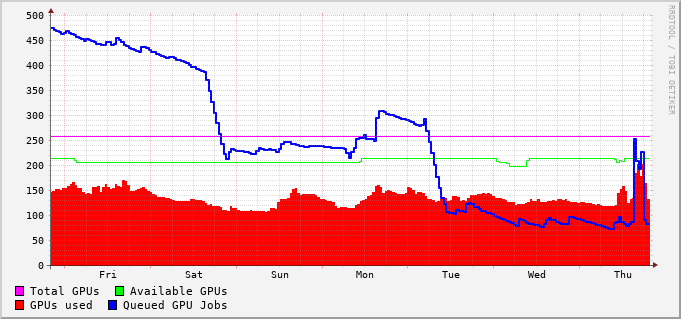 500
450
400
350
300
250
200
150
100
50
0
Fri Sat Sun Mon Tue Wed Thu
Total GPUs Available GPUs
GPUs used Queued GPU Jobs
RRDTOOL / TOBI OETIKER